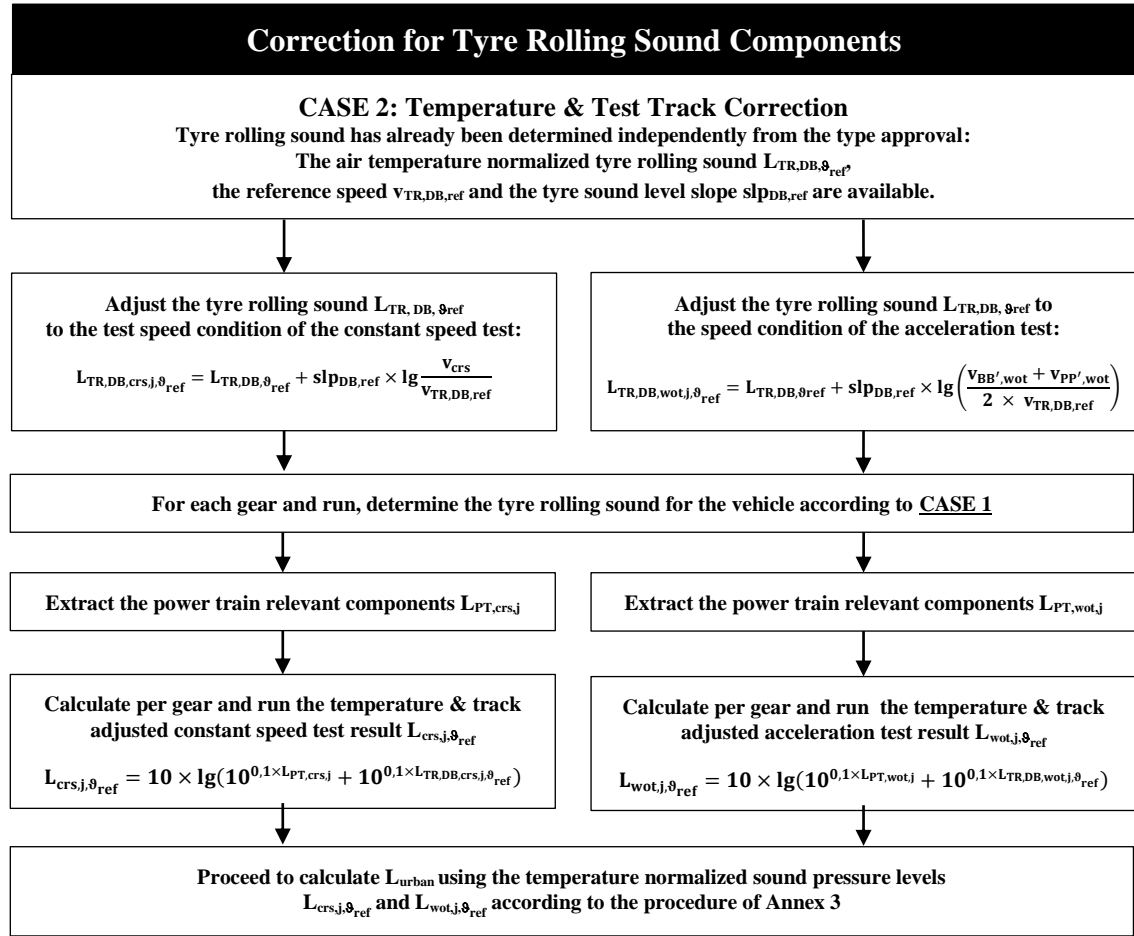 Correction for Tyre Rolling Sound Components
CASE 2: Temperature & Test Track Correction
Tyre rolling sound has already been determined independently from the type approval:
The air temperature normalized tyre rolling sound L_TR,DB,ϑref,
the reference speed v_TR,DB,ref and the tyre sound level slope slp_DB,ref are available.
Adjust the tyre rolling sound L_TR, DB, ϑref
to the test speed condition of the constant speed test:
L_TR,DB,crs,j,ϑref = L_TR,DB,ϑref + slp_DB,ref × lg v_crs / v_TR,DB,ref
Adjust the tyre rolling sound L_TR,DB, ϑref to
the speed condition of the acceleration test:
L_TR,DB,wot,j,ϑref = L_TR,DB,ϑref + slp_DB,ref × lg ( (v_BB′,wot + v_PP′,wot) / (2 × v_TR,DB,ref) )
For each gear and run, determine the tyre rolling sound for the vehicle according to CASE 1
Extract the power train relevant components L_PT,crs,j
Extract the power train relevant components L_PT,wot,j
Calculate per gear and run the temperature & track
adjusted constant speed test result L_crs,j,ϑref
L_crs,j,ϑref = 10 × lg(10^(0,1×L_PT,crs,j) + 10^(0,1×L_TR,DB,crs,j,ϑref))
Calculate per gear and run the temperature & track
adjusted acceleration test result L_wot,j,ϑref
L_wot,j,ϑref = 10 × lg(10^(0,1×L_PT,wot,j) + 10^(0,1×L_TR,DB,wot,j,ϑref))
Proceed to calculate L_urban using the temperature normalized sound pressure levels
L_crs,j,ϑref and L_wot,j,ϑref according to the procedure of Annex 3